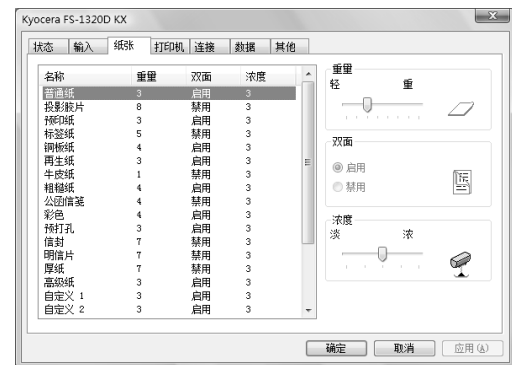 Kyocera FS-1320D KX
状态 输入 纸张 打印机 连接 数据 其他
名称 重量 双面 浓度
普通纸 3 启用 3
投影胶片 8 禁用 3
预印纸 3 启用 3
标签纸 5 禁用 3
铜板纸 4 启用 3
再生纸 3 启用 3
牛皮纸 1 禁用 3
粗糙纸 4 启用 3
公函信笺 4 禁用 3
彩色 4 启用 3
预打孔 3 启用 3
信封 7 禁用 3
明信片 7 禁用 3
厚纸 7 禁用 3
高级纸 3 启用 3
自定义 1 3 启用 3
自定义 2 3 启用 3
重量
轻 重
双面
启用
禁用
浓度
淡 浓
确定 取消 应用(A)